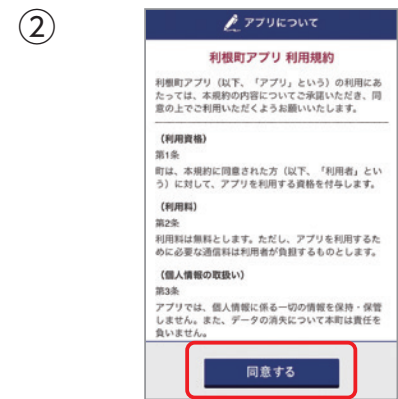 ②
アプリについて
利根町アプリ 利用規約
利根町アプリ（以下、「アプリ」という）の利用にあ
たっては、本規約の内容についてご承諾いただき、同
意の上でご利用いただくようお願いいたします。
（利用資格）
第1条
町は、本規約に同意された方（以下、「利用者」とい
う）に対して、アプリを利用する資格を付与します。
（利用料）
第2条
利用料は無料とします。ただし、アプリを利用するた
めに必要な通信料は利用者が負担するものとします。
（個人情報の取扱い）
第3条
アプリでは、個人情報に係る一切の情報を保持・保管
しません。また、データの消失について本町は責任を
負いません。
同意する